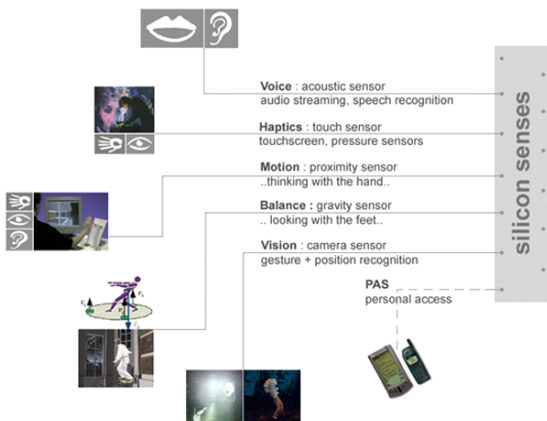 Voice : acoustic sensor
audio streaming, speech recognition
Haptics : touch sensor
touchscreen, pressure sensors
Motion : proximity sensor
..thinking with the hand..
Balance : gravity sensor
.. looking with the feet..
Vision : camera sensor
gesture + position recognition
PAS
personal access
silicon senses